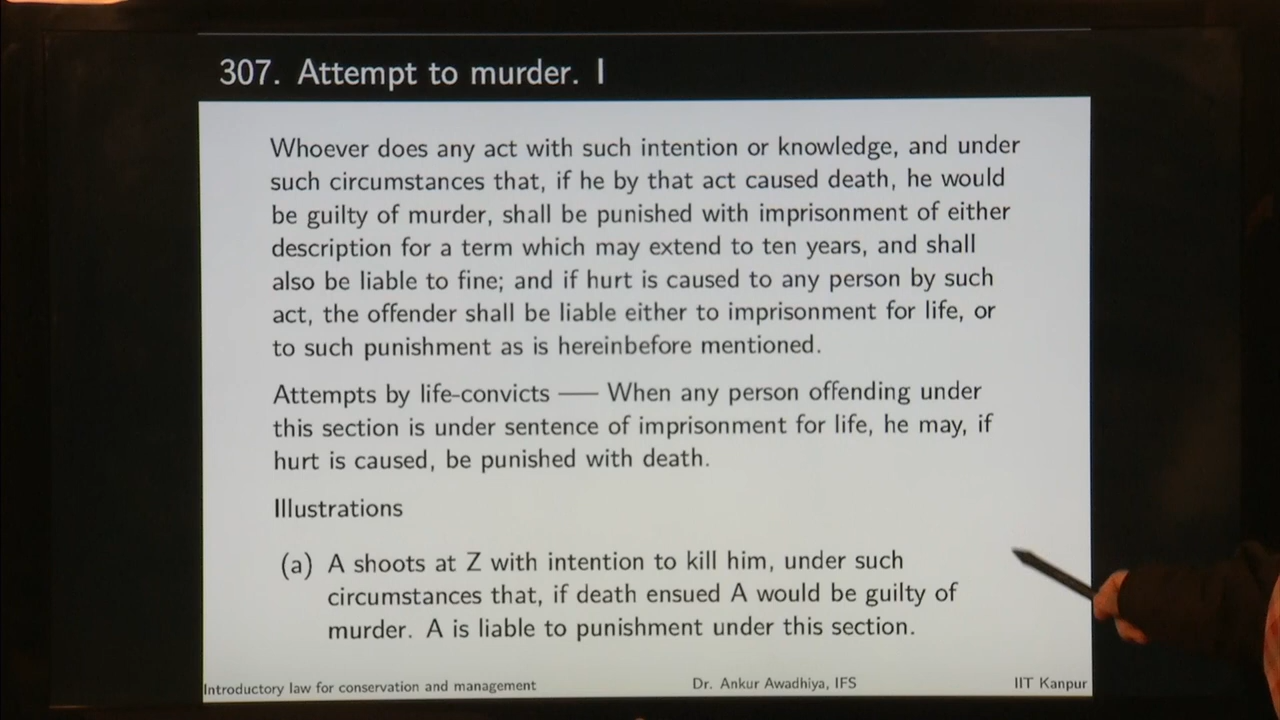 307. Attempt to murder. I
Whoever does any act with such intention or knowledge, and under
such circumstances that, if he by that act caused death, he would
be guilty of murder, shall be punished with imprisonment of either
description for a term which may extend to ten years, and shall
also be liable to fine; and if hurt is caused to any person by such
act, the offender shall be liable either to imprisonment for life, or
to such punishment as is hereinbefore mentioned.
Attempts by life-convicts —— When any person offending under
this section is under sentence of imprisonment for life, he may, if
hurt is caused, be punished with death.
Illustrations
(a) A shoots at Z with intention to kill him, under such
circumstances that, if death ensued A would be guilty of
murder. A is liable to punishment under this section.
Introductory law for conservation and management Dr. Ankur Awadhiya, IFS IIT Kanpur